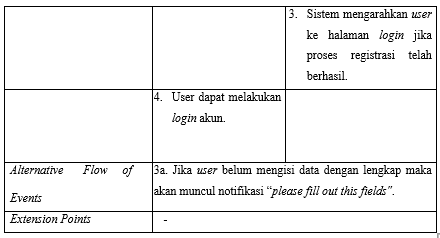 3. Sistem mengarahkan user
ke halaman login jika
proses registrasi telah
berhasil.
4. User dapat melakukan
login akun.
Alternative Flow of
Events
3a. Jika user belum mengisi data dengan lengkap maka
akan muncul notifikasi “please fill out this fields”.
Extension Points
-